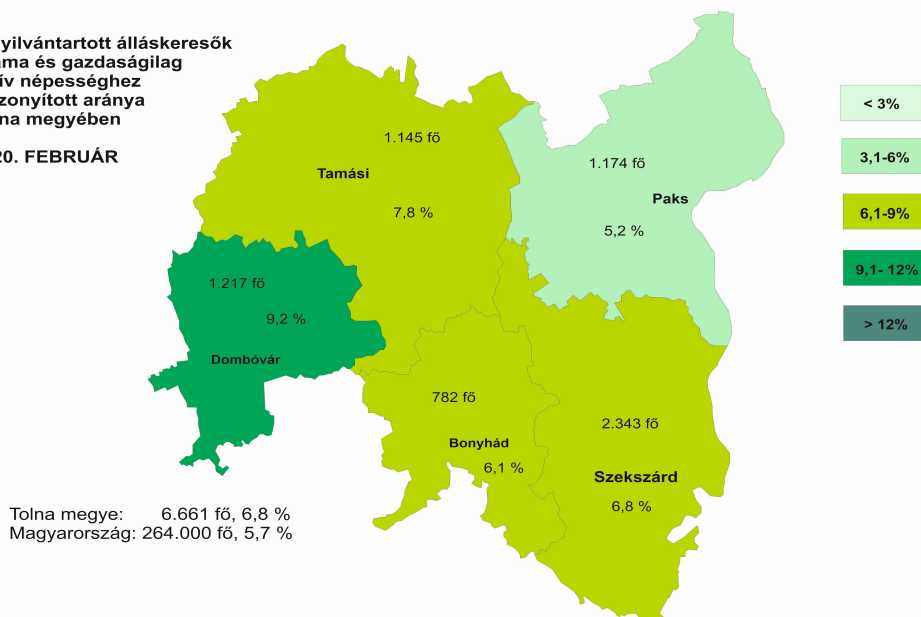 yilvántartott álláskeresők
ama és gazdaságilag
ív népességhez
zonyított aránya
na megyében
20. FEBRUÁR
1.145 fő
Tamási
7,8 %
1.174 fő
Paks
5,2 %
1.217 fő
9,2 %
Dombóvár
782 fő
Bonyhád
6,1 %
2.343 fő
Szekszárd
6,8 %
< 3%
3,1-6%
6,1-9%
9,1- 12%
> 12%
Tolna megye: 6.661 fő, 6,8 %
Magyarország: 264.000 fő, 5,7 %